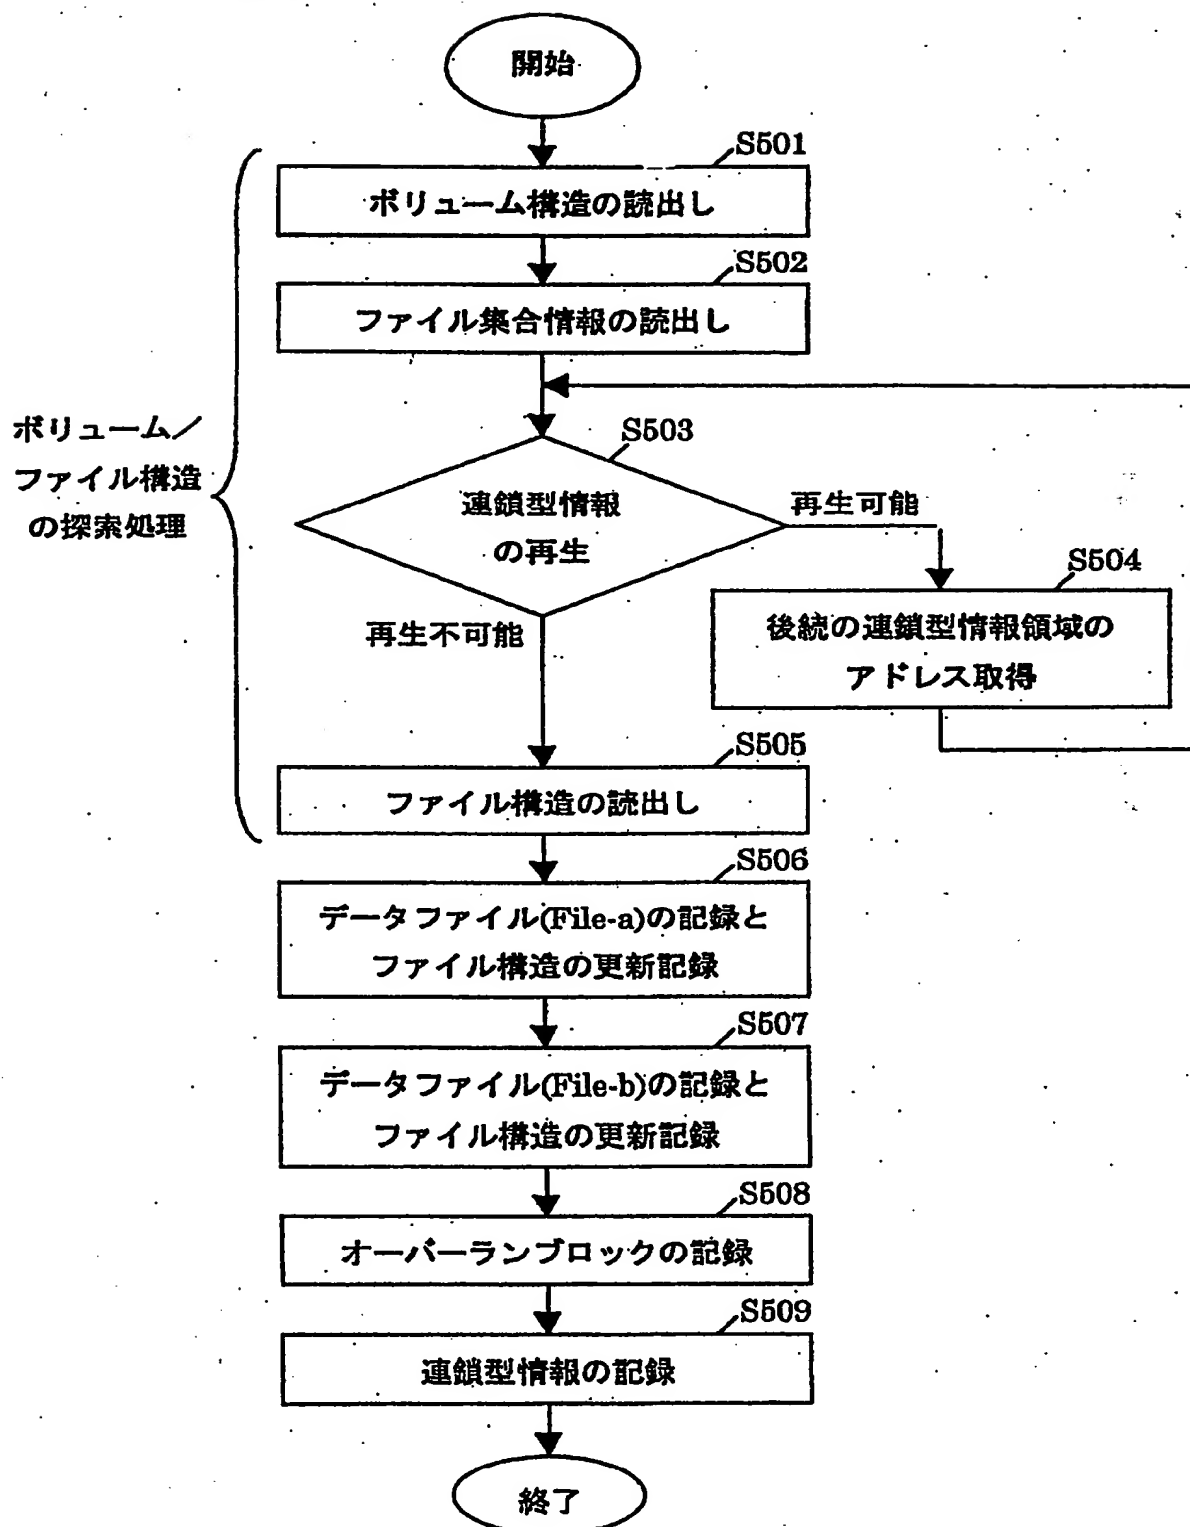 開始
S501
ボリューム構造の読出し
S502
ファイル集合情報の読出し
ボリューム／
ファイル構造
の探索処理
S503
連鎖型情報
の再生
再生可能
S504
後続の連鎖型情報領域の
アドレス取得
再生不可能
S505
ファイル構造の読出し
S506
データファイル(File-a)の記録と
ファイル構造の更新記録
S507
データファイル(File-b)の記録と
ファイル構造の更新記録
S508
オーバーランブロックの記録
S509
連鎖型情報の記録
終了